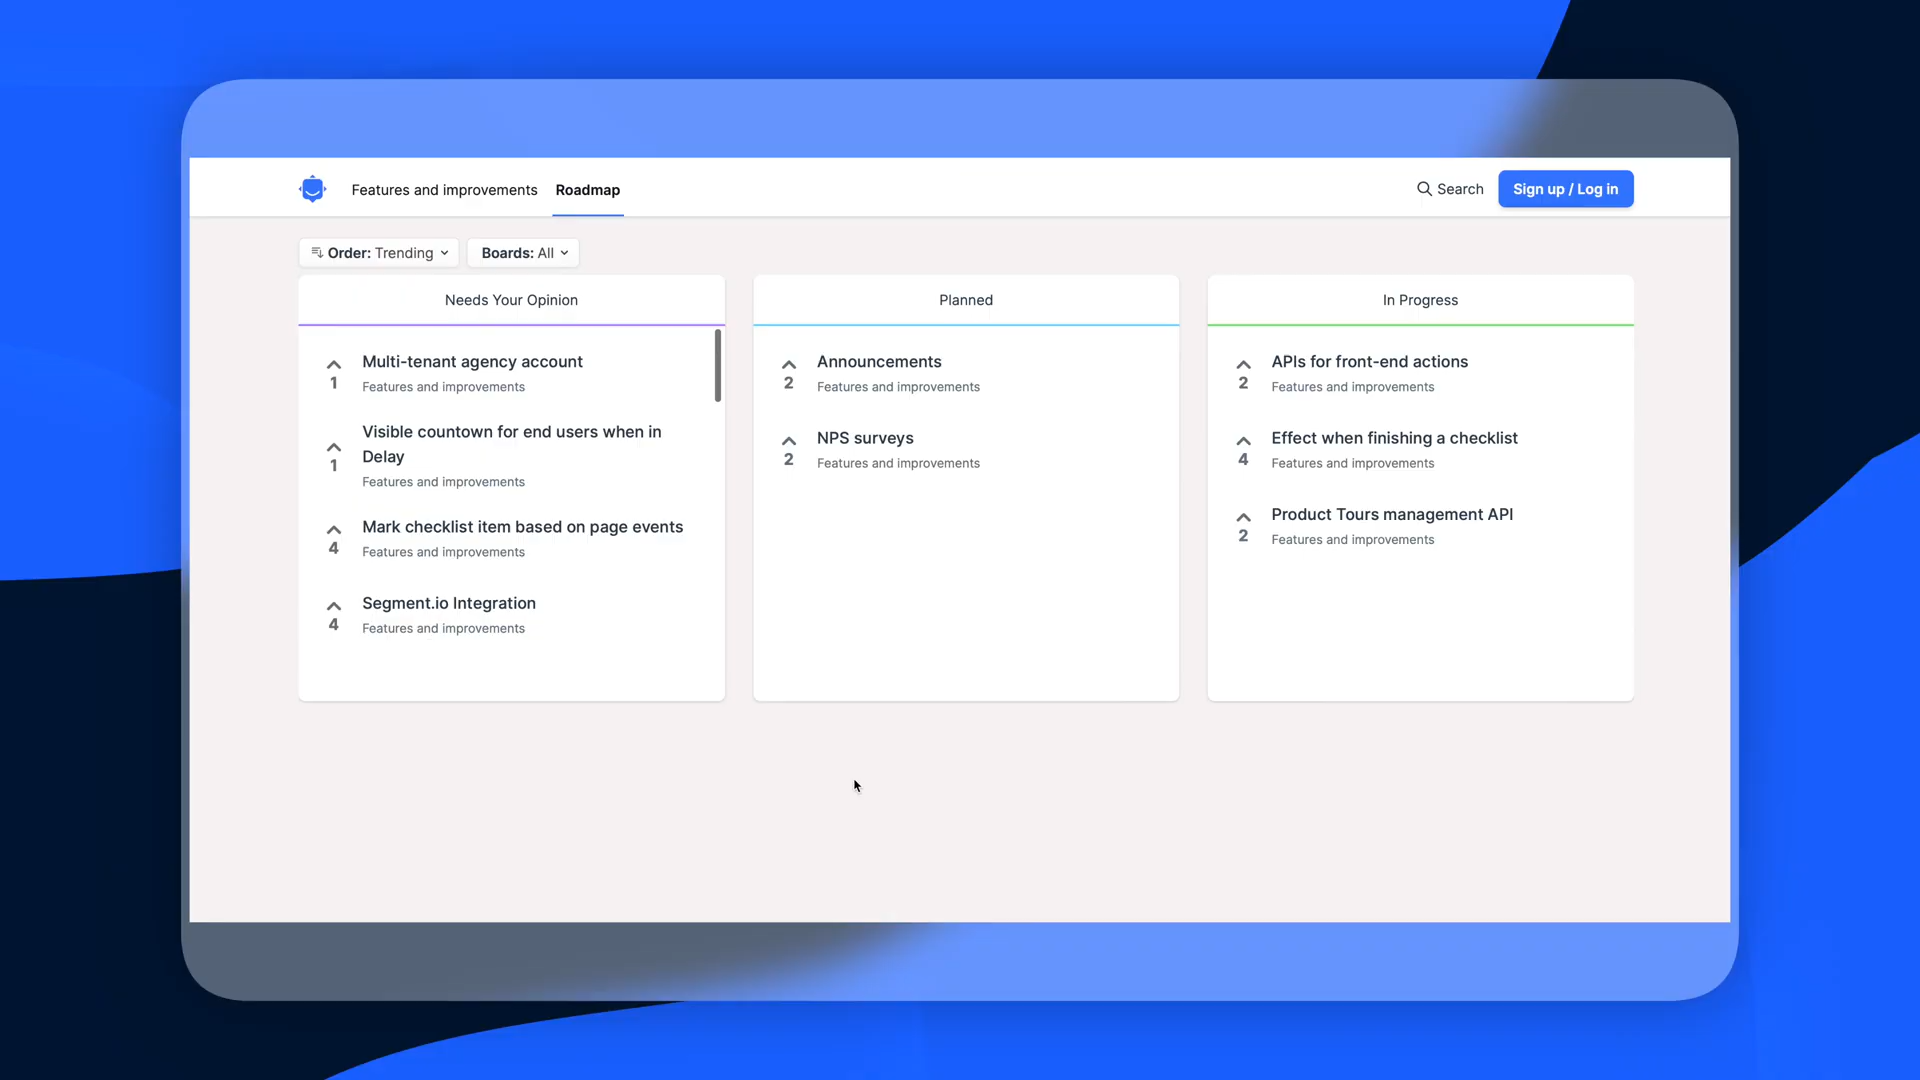 Features and improvements
Roadmap
Search
Sign up / Log in
Order: Trending
Boards: All
Needs Your Opinion
Multi-tenant agency account
1
Features and improvements
Visible countown for end users when in
Delay
1
Features and improvements
Mark checklist item based on page events
4
Features and improvements
Segment.io Integration
4
Features and improvements
Planned
Announcements
2
Features and improvements
NPS surveys
2
Features and improvements
In Progress
APIs for front-end actions
2
Features and improvements
Effect when finishing a checklist
4
Features and improvements
Product Tours management API
2
Features and improvements